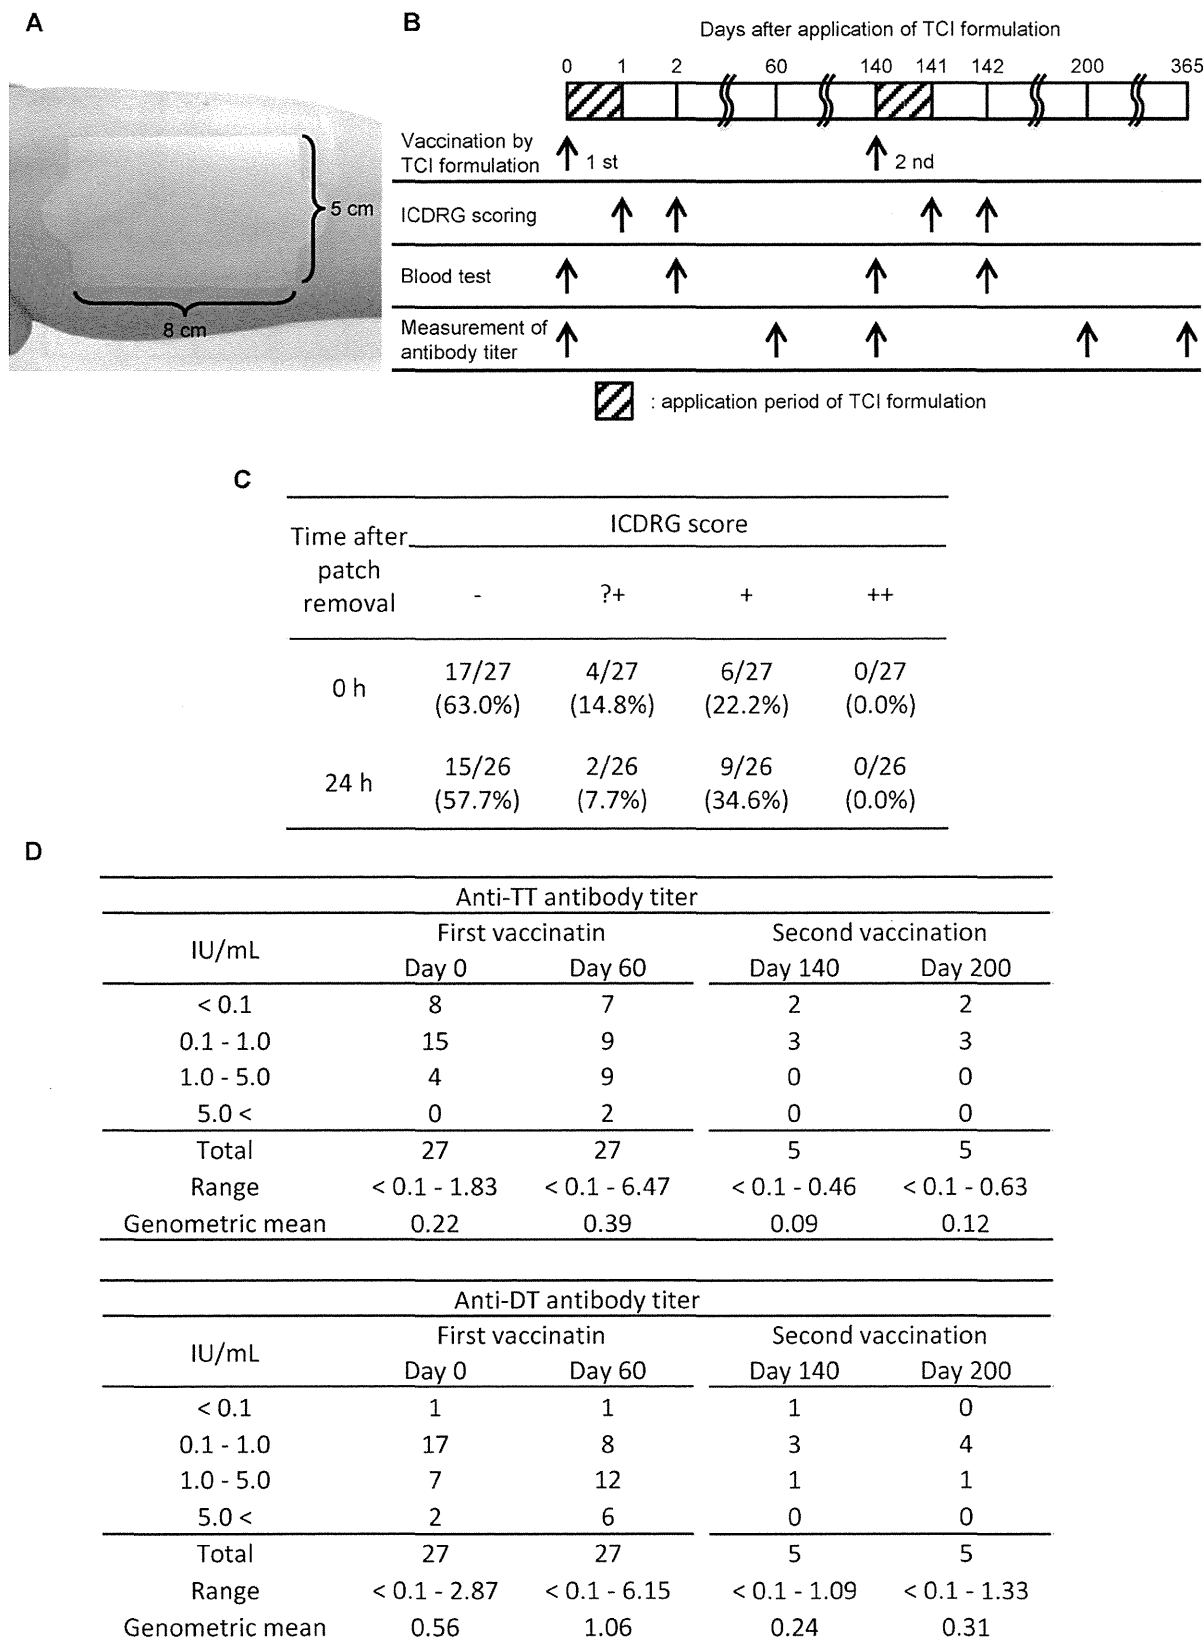 A
5 cm
8 cm
B
Days after application of TCI formulation
0 1 2 60 140 141 142 200 365
Vaccination by
TCI formulation
1 st
2 nd
ICDRG scoring
Blood test
Measurement of
antibody titer
: application period of TCI formulation
C
Time after
patch
removal
ICDRG score
- ?+ + ++
0 h
17/27 4/27 6/27 0/27
(63.0%) (14.8%) (22.2%) (0.0%)
24 h
15/26 2/26 9/26 0/26
(57.7%) (7.7%) (34.6%) (0.0%)
D
Anti-TT antibody titer
IU/mL
First vaccinatin Second vaccination
Day 0 Day 60 Day 140 Day 200
< 0.1 8 7 2 2
0.1 - 1.0 15 9 3 3
1.0 - 5.0 4 9 0 0
5.0 < 0 2 0 0
Total 27 27 5 5
Range < 0.1 - 1.83 < 0.1 - 6.47 < 0.1 - 0.46 < 0.1 - 0.63
Genometric mean 0.22 0.39 0.09 0.12
Anti-DT antibody titer
IU/mL
First vaccinatin Second vaccination
Day 0 Day 60 Day 140 Day 200
< 0.1 1 1 1 0
0.1 - 1.0 17 8 3 4
1.0 - 5.0 7 12 1 1
5.0 < 2 6 0 0
Total 27 27 5 5
Range < 0.1 - 2.87 < 0.1 - 6.15 < 0.1 - 1.09 < 0.1 - 1.33
Genometric mean 0.56 1.06 0.24 0.31